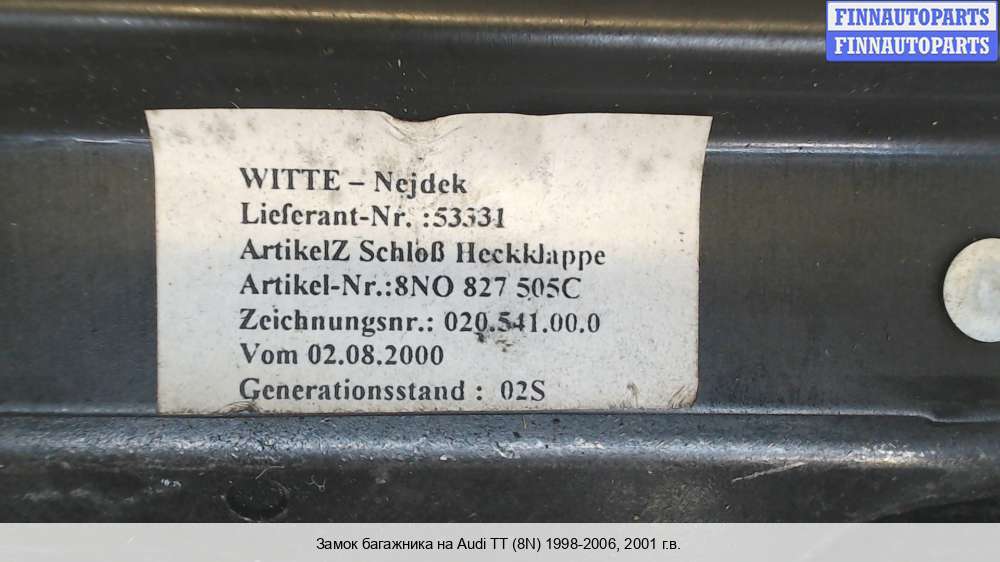 FINNAUTOPARTS
FINNAUTOPARTS
WITTE – Nejdek
Lieferant-Nr. :53331
ArtikelZ Schloß Heckklappe
Artikel-Nr.:8NO 827 505C
Zeichnungsnr.: 020.541.00.0
Vom 02.08.2000
Generationsstand : 02S
Замок багажника на Audi TT (8N) 1998-2006, 2001 г.в.